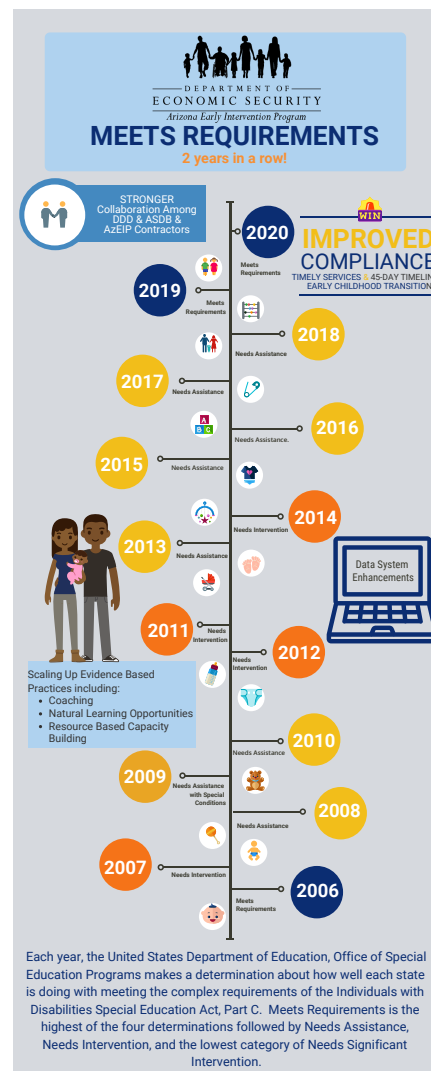 DEPARTMENT OF
ECONOMIC SECURITY
Arizona Early Intervention Program
MEETS REQUIREMENTS
2 years in a row!
STRONGER
Collaboration Among
DDD & ASDB &
AzEIP Contractors
WIN
IMPROVED
COMPLIANCE
TIMELY SERVICES $ 45-DAY TIMELIN
EARLY CHILDHOOD TRANSITION
2020
Meets
Requirements
2019
Meets
Requirements
2018
Needs Assistance
2017
Needs Assistance
2016
Needs Assistance.
A
B C
2015
Needs Assistance
2014
Needs Intervention
2013
Needs Assistance
Data System
Enhancements
2011
Needs
Intervention
2012
Needs
Intervention
Scaling Up Evidence Based
Practices including:
• Coaching
• Natural Learning Opportunities
• Resource Based Capacity
Building
2010
Needs Assistance
2009
Needs Assistance
with Special
Conditions
2008
Needs Assistance
2007
Needs Intervention
2006
Meets
Requirements
Each year, the United States Department of Education, Office of Special
Education Programs makes a determination about how well each state
is doing with meeting the complex requirements of the Individuals with
Disabilities Special Education Act, Part C.  Meets Requirements is the
highest of the four determinations followed by Needs Assistance,
Needs Intervention, and the lowest category of Needs Significant
Intervention.